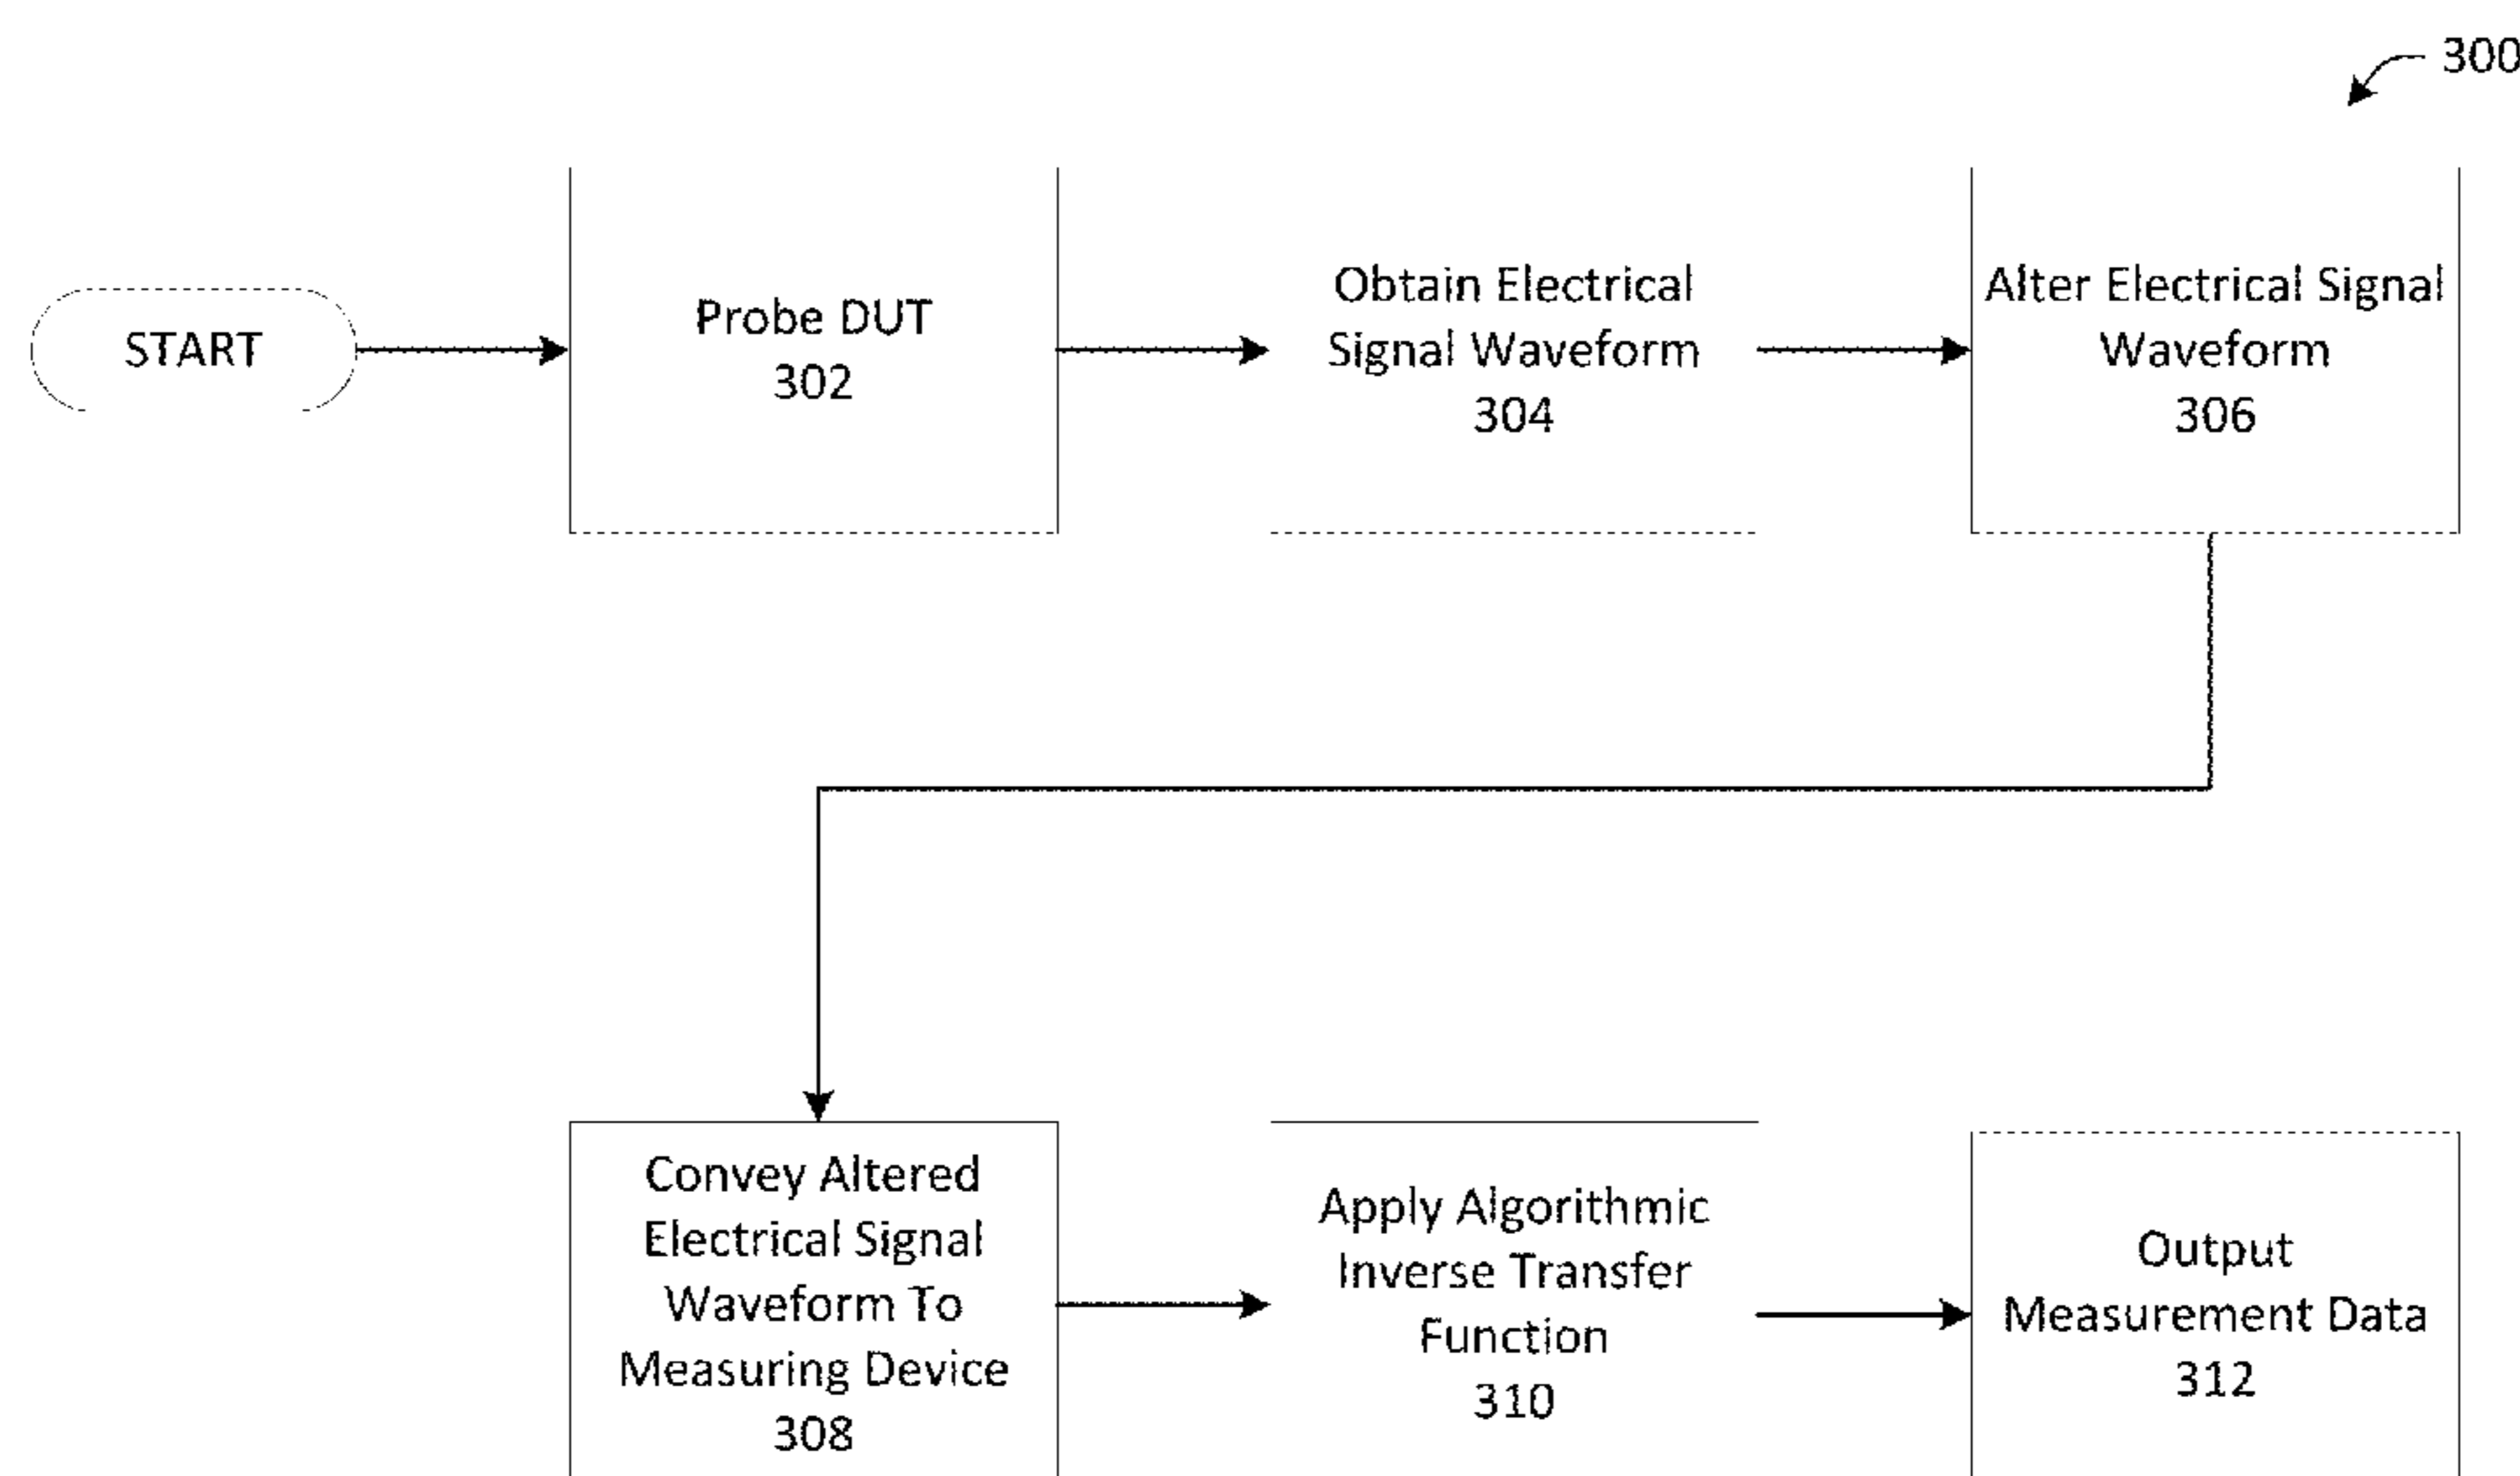 300
START
Probe DUT
302
Obtain Electrical
Signal Waveform
304
Alter Electrical Signal
Waveform
306
Convey Altered
Electrical Signal
Waveform To
Measuring Device
308
Apply Algorithmic
Inverse Transfer
Function
310
Output
Measurement Data
312